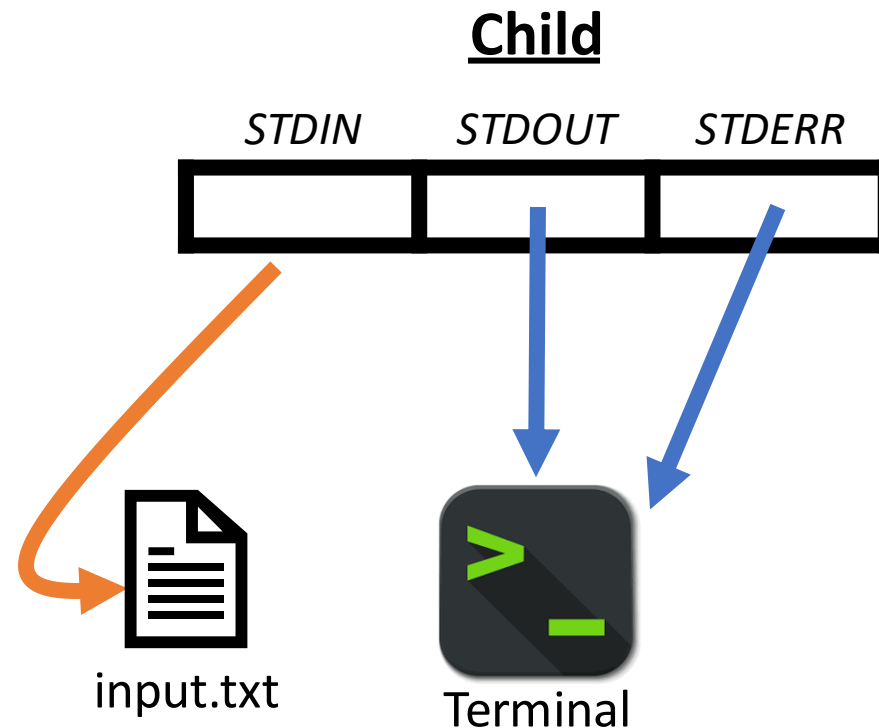 Child
STDIN STDOUT STDERR
>_
input.txt
Terminal